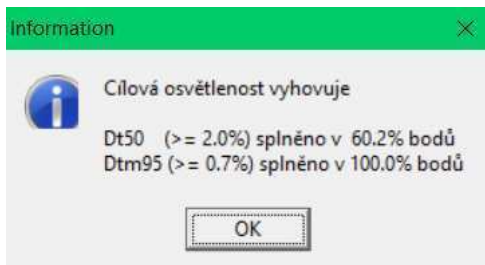 Information
Cílová osvětlenost vyhovuje
Dt50 (>= 2.0%) splněno v 60.2% bodů
Dtm95 (>= 0.7%) splněno v 100.0% bodů
OK